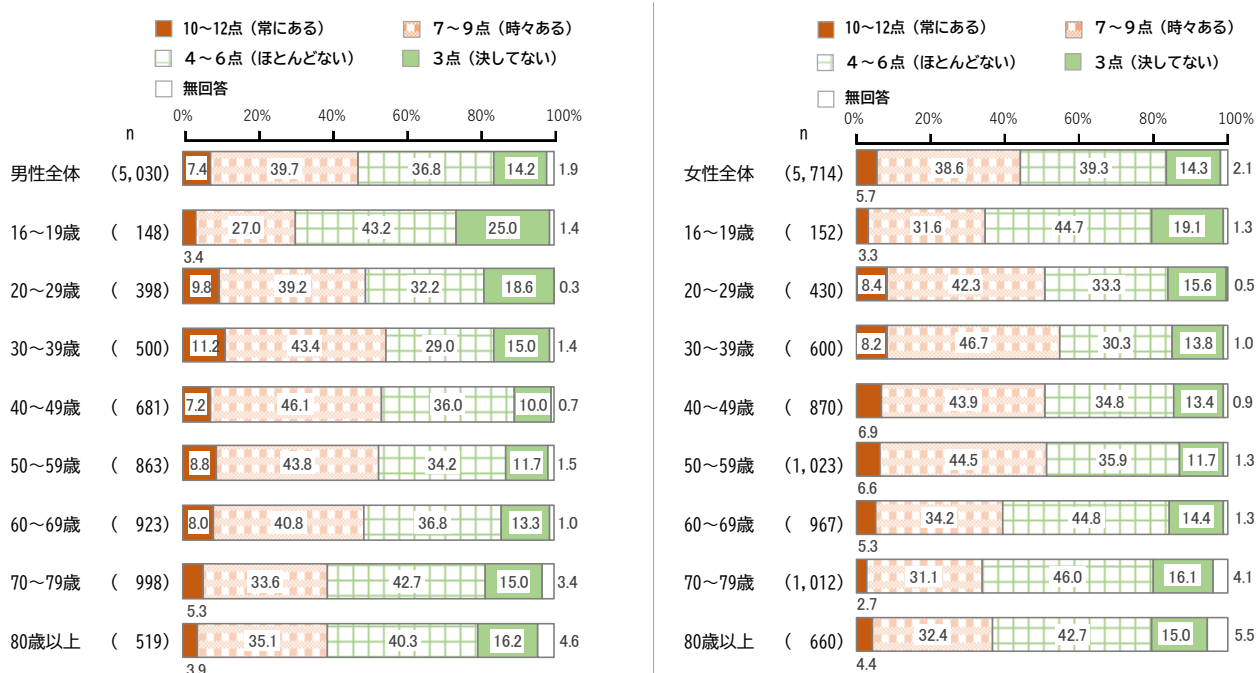 10～12点（常にある）　７～９点（時々ある）
４～６点（ほとんどない）　３点（決してない）
無回答
n　0%　20%　40%　60%　80%　100%
男性全体　(5,030)　7.4　39.7　36.8　14.2　1.9
16～19歳　(　148)　3.4　27.0　43.2　25.0　1.4
20～29歳　(　398)　9.8　39.2　32.2　18.6　0.3
30～39歳　(　500)　11.2　43.4　29.0　15.0　1.4
40～49歳　(　681)　7.2　46.1　36.0　10.0　0.7
50～59歳　(　863)　8.8　43.8　34.2　11.7　1.5
60～69歳　(　923)　8.0　40.8　36.8　13.3　1.0
70～79歳　(　998)　5.3　33.6　42.7　15.0　3.4
80歳以上　(　519)　3.9　35.1　40.3　16.2　4.6
10～12点（常にある）　７～９点（時々ある）
４～６点（ほとんどない）　３点（決してない）
無回答
n　0%　20%　40%　60%　80%　100%
女性全体　(5,714)　5.7　38.6　39.3　14.3　2.1
16～19歳　(　152)　3.3　31.6　44.7　19.1　1.3
20～29歳　(　430)　8.4　42.3　33.3　15.6　0.5
30～39歳　(　600)　8.2　46.7　30.3　13.8　1.0
40～49歳　(　870)　6.9　43.9　34.8　13.4　0.9
50～59歳　(1,023)　6.6　44.5　35.9　11.7　1.3
60～69歳　(　967)　5.3　34.2　44.8　14.4　1.3
70～79歳　(1,012)　2.7　31.1　46.0　16.1　4.1
80歳以上　(　660)　4.4　32.4　42.7　15.0　5.5